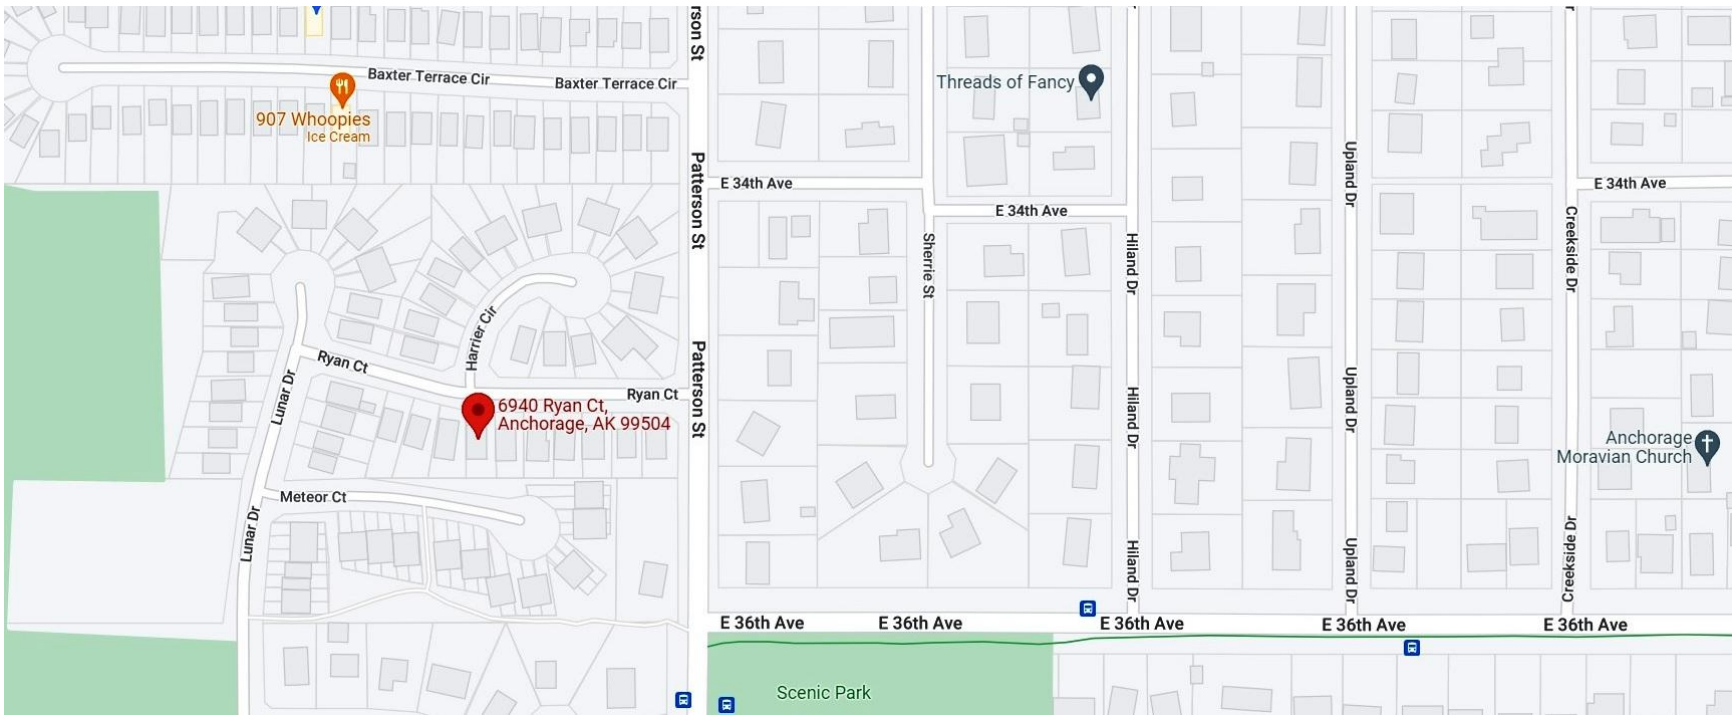 rson St
Baxter Terrace Cir
Baxter Terrace Cir
907 Whoopies
Ice Cream
Threads of Fancy
Patterson St
E 34th Ave
E 34th Ave
E 34th Ave
Upland Dr
Creekside Dr
Sherrie St
Hiland Dr
Harrier Cir
Ryan Ct
Lunar Dr
Patterson St
Ryan Ct
6940 Ryan Ct,
Anchorage, AK 99504
Hiland Dr
Upland Dr
Anchorage
Moravian Church
Meteor Ct
Lunar Dr
Hiland Dr
Upland Dr
Creekside Dr
E 36th Ave
E 36th Ave
E 36th Ave
E 36th Ave
E 36th Ave
Scenic Park